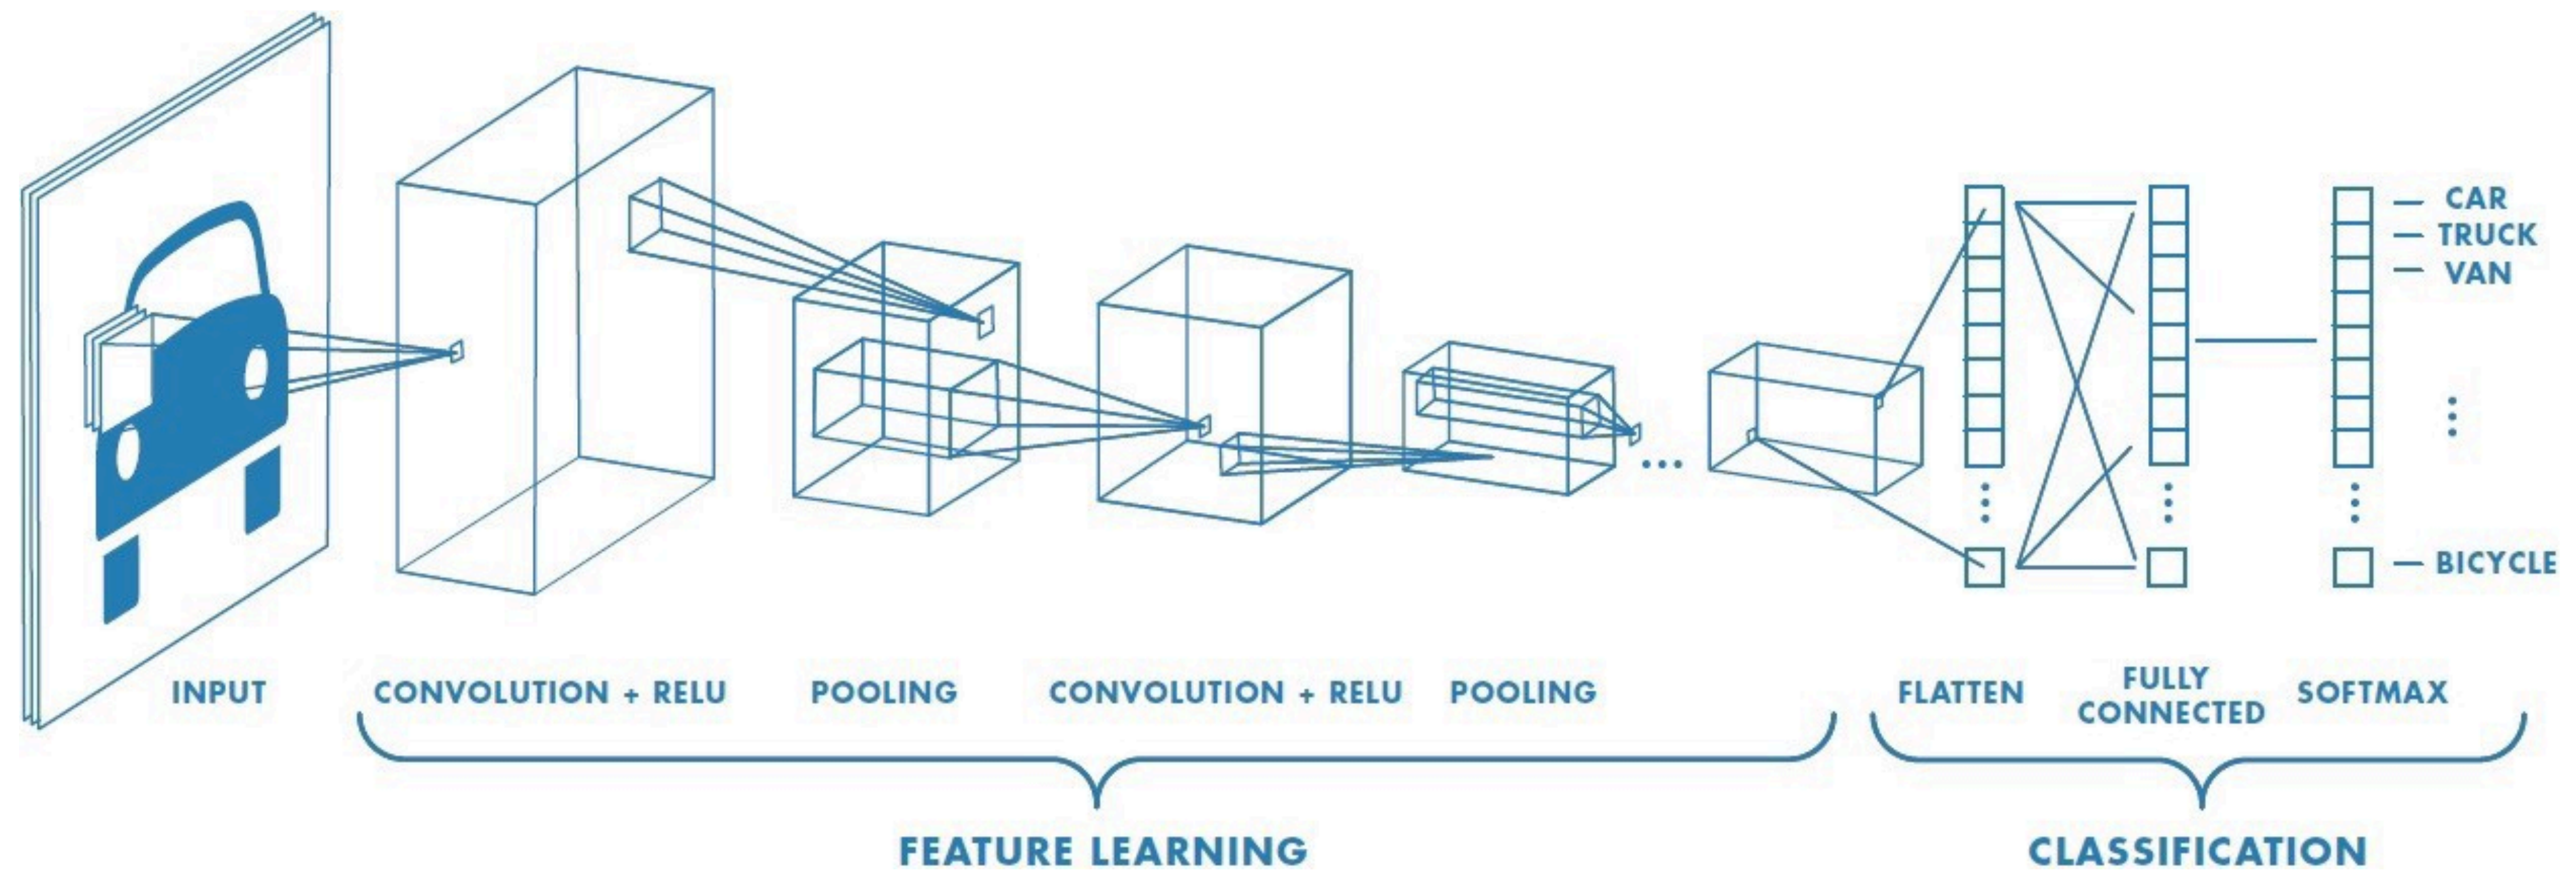 CAR
TRUCK
VAN
BICYCLE
INPUT
CONVOLUTION + RELU
POOLING
CONVOLUTION + RELU
POOLING
FLATTEN
FULLY
CONNECTED
SOFTMAX
FEATURE LEARNING
CLASSIFICATION